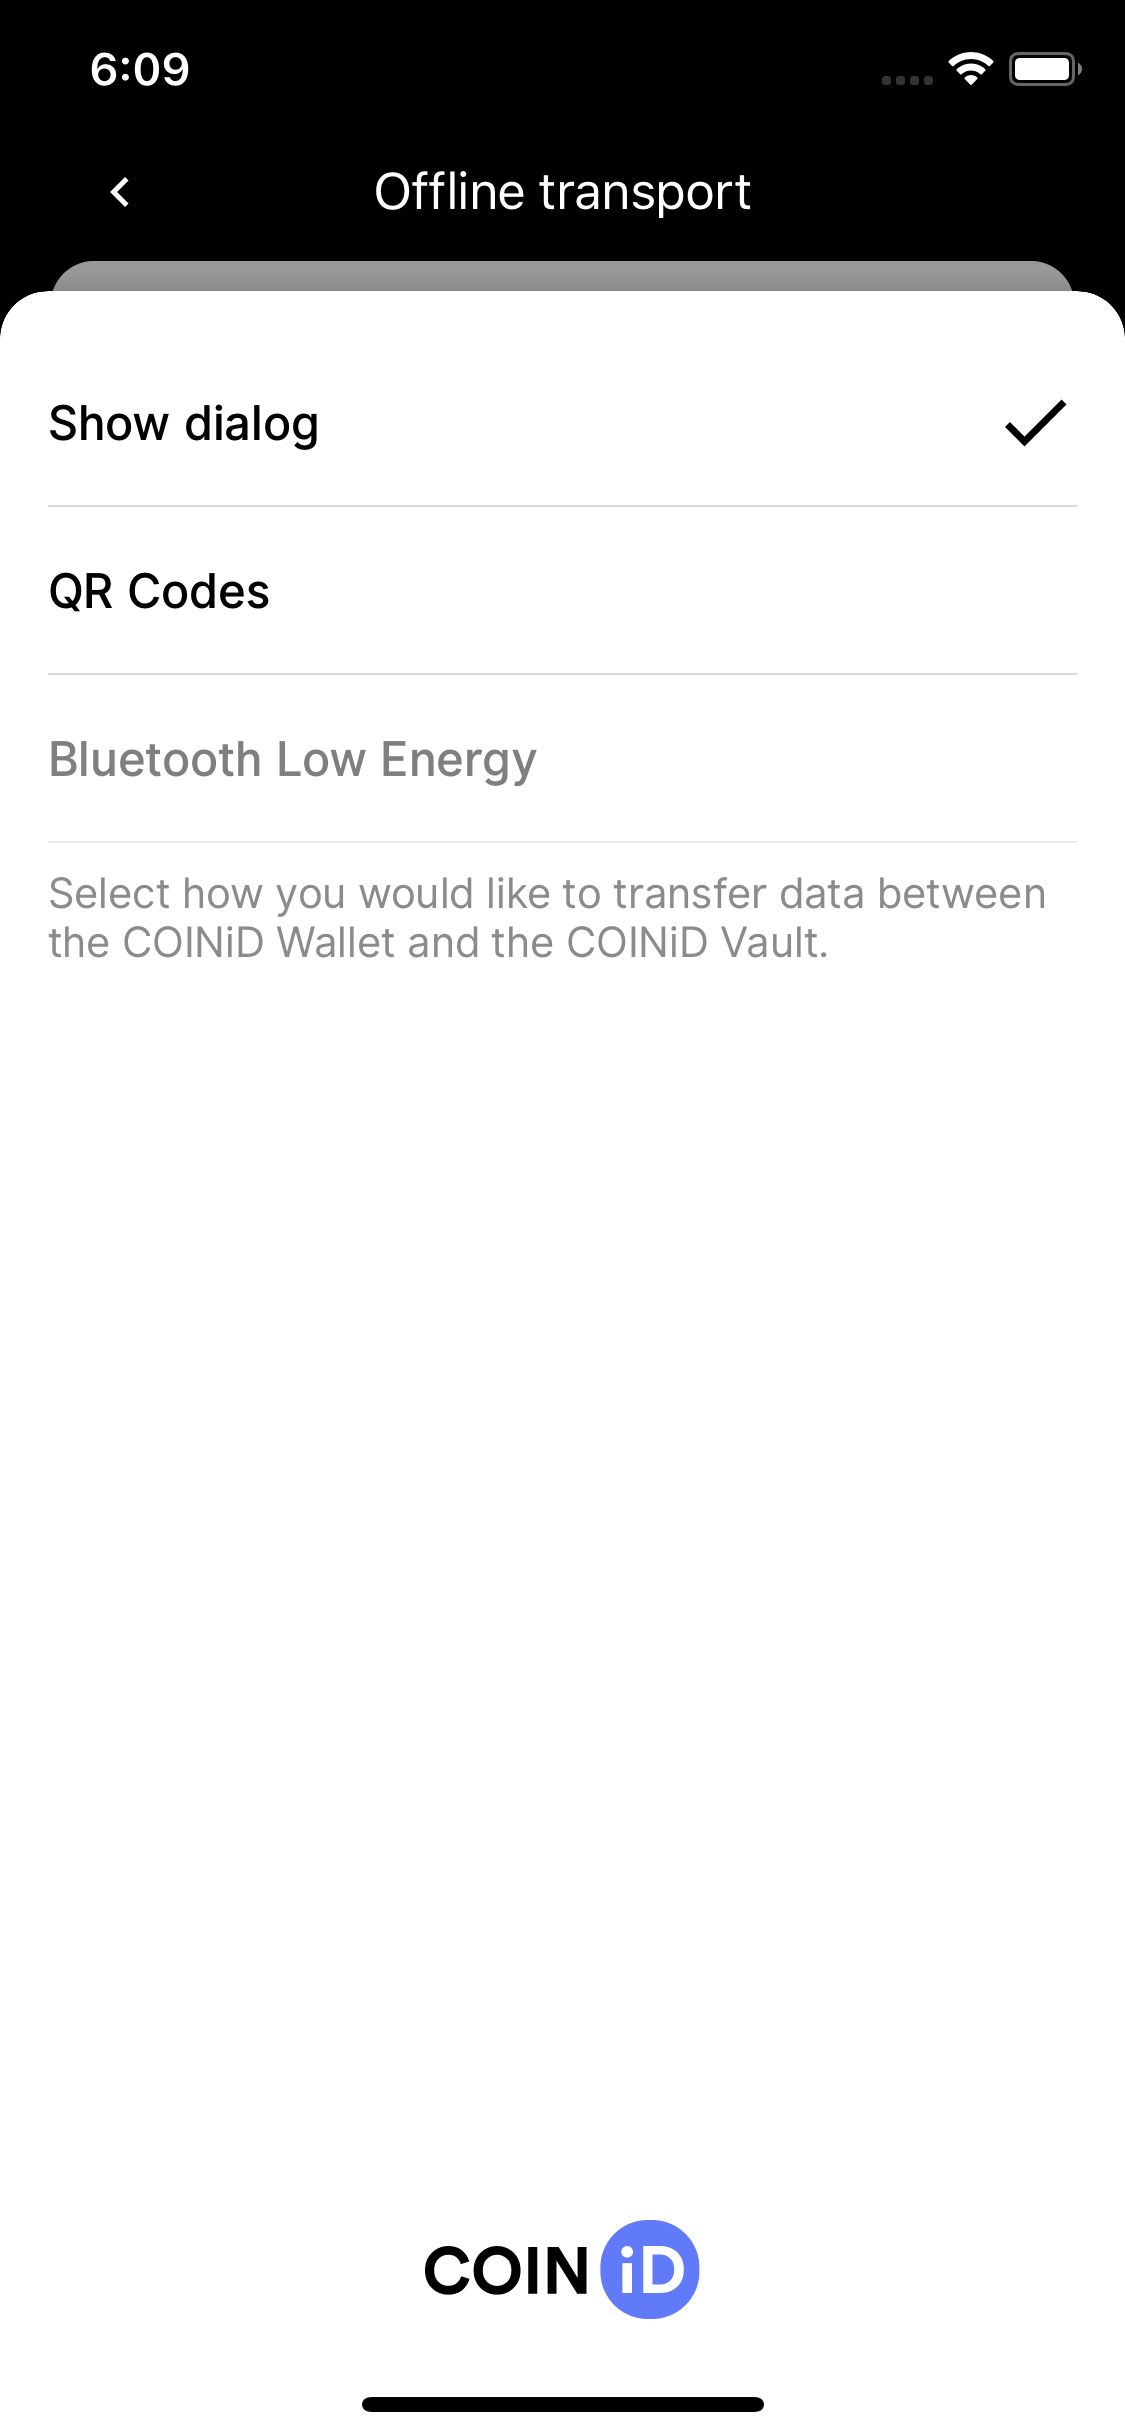 6:09
Offline transport
Show dialog
QR Codes
Bluetooth Low Energy
Select how you would like to transfer data between
the COINiD Wallet and the COINiD Vault.
COIN iD